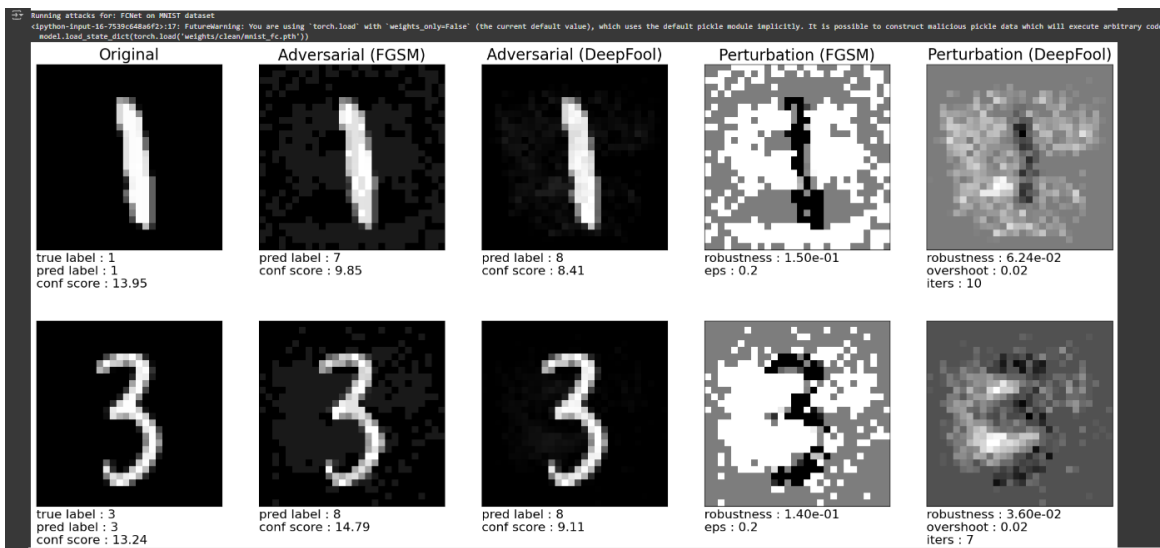 Running attacks for: FCNet on MNIST dataset
<ipython-input-16-7539c648a6f2>:17: FutureWarning: You are using `torch.load` with `weights_only=False` (the current default value), which uses the default pickle module implicitly. It is possible to construct malicious pickle data which will execute arbitrary code
model.load_state_dict(torch.load('weights/clean/mnist_fc.pth'))
Original Adversarial (FGSM) Adversarial (DeepFool) Perturbation (FGSM) Perturbation (DeepFool)
true label : 1 pred label : 7 pred label : 8 robustness : 1.50e-01 robustness : 6.24e-02
pred label : 1 conf score : 9.85 conf score : 8.41 eps : 0.2 overshoot : 0.02
conf score : 13.95 iters : 10
true label : 3 pred label : 8 pred label : 8 robustness : 1.40e-01 robustness : 3.60e-02
pred label : 3 conf score : 14.79 conf score : 9.11 eps : 0.2 overshoot : 0.02
conf score : 13.24 iters : 7